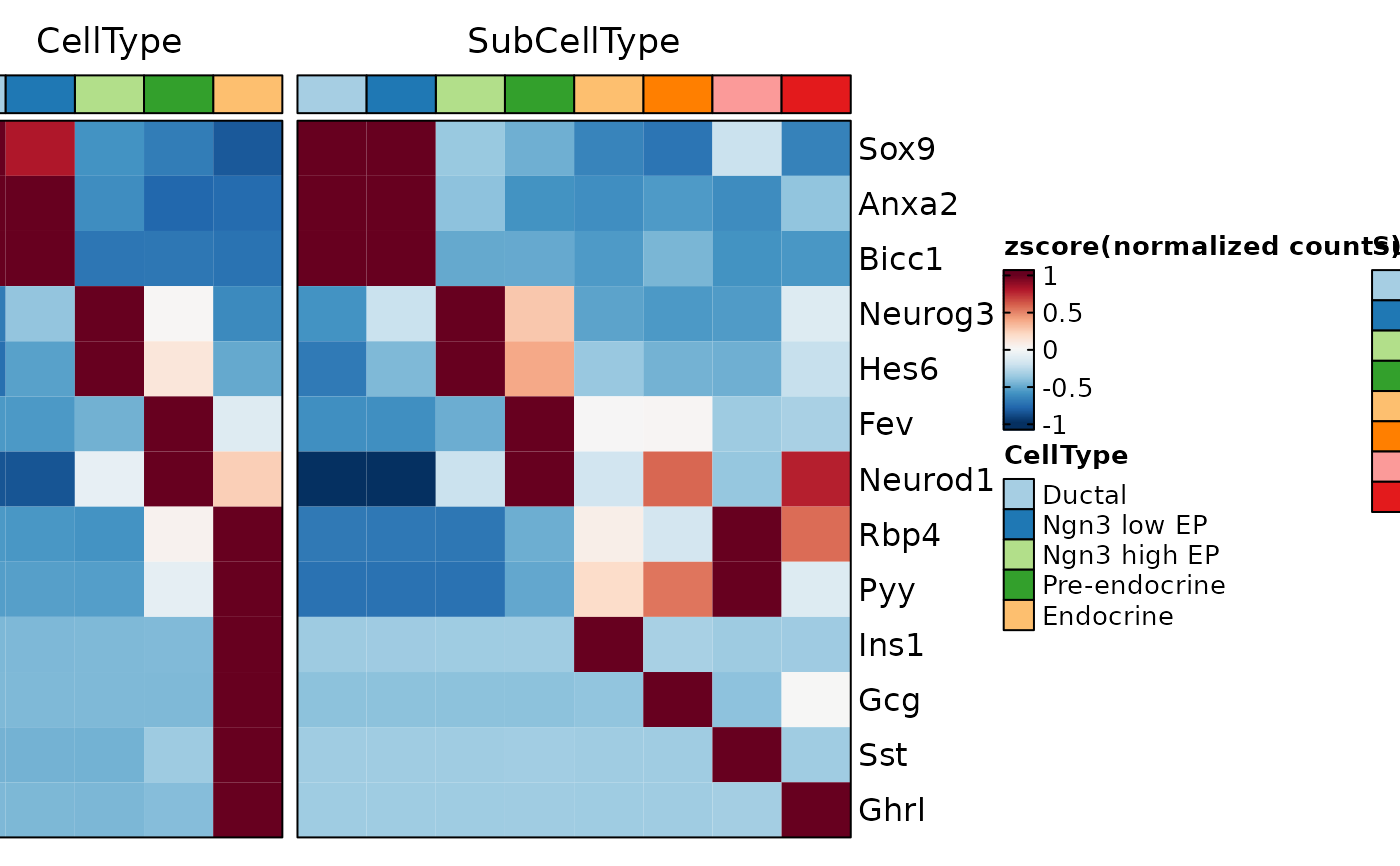 CellType
SubCellType
Sox9
Anxa2
Bicc1
Neurog3
Hes6
Fev
Neurod1
Rbp4
Pyy
Ins1
Gcg
Sst
Ghrl
zscore(normalized counts)
1
0.5
0
-0.5
-1
CellType
Ductal
Ngn3 low EP
Ngn3 high EP
Pre-endocrine
Endocrine